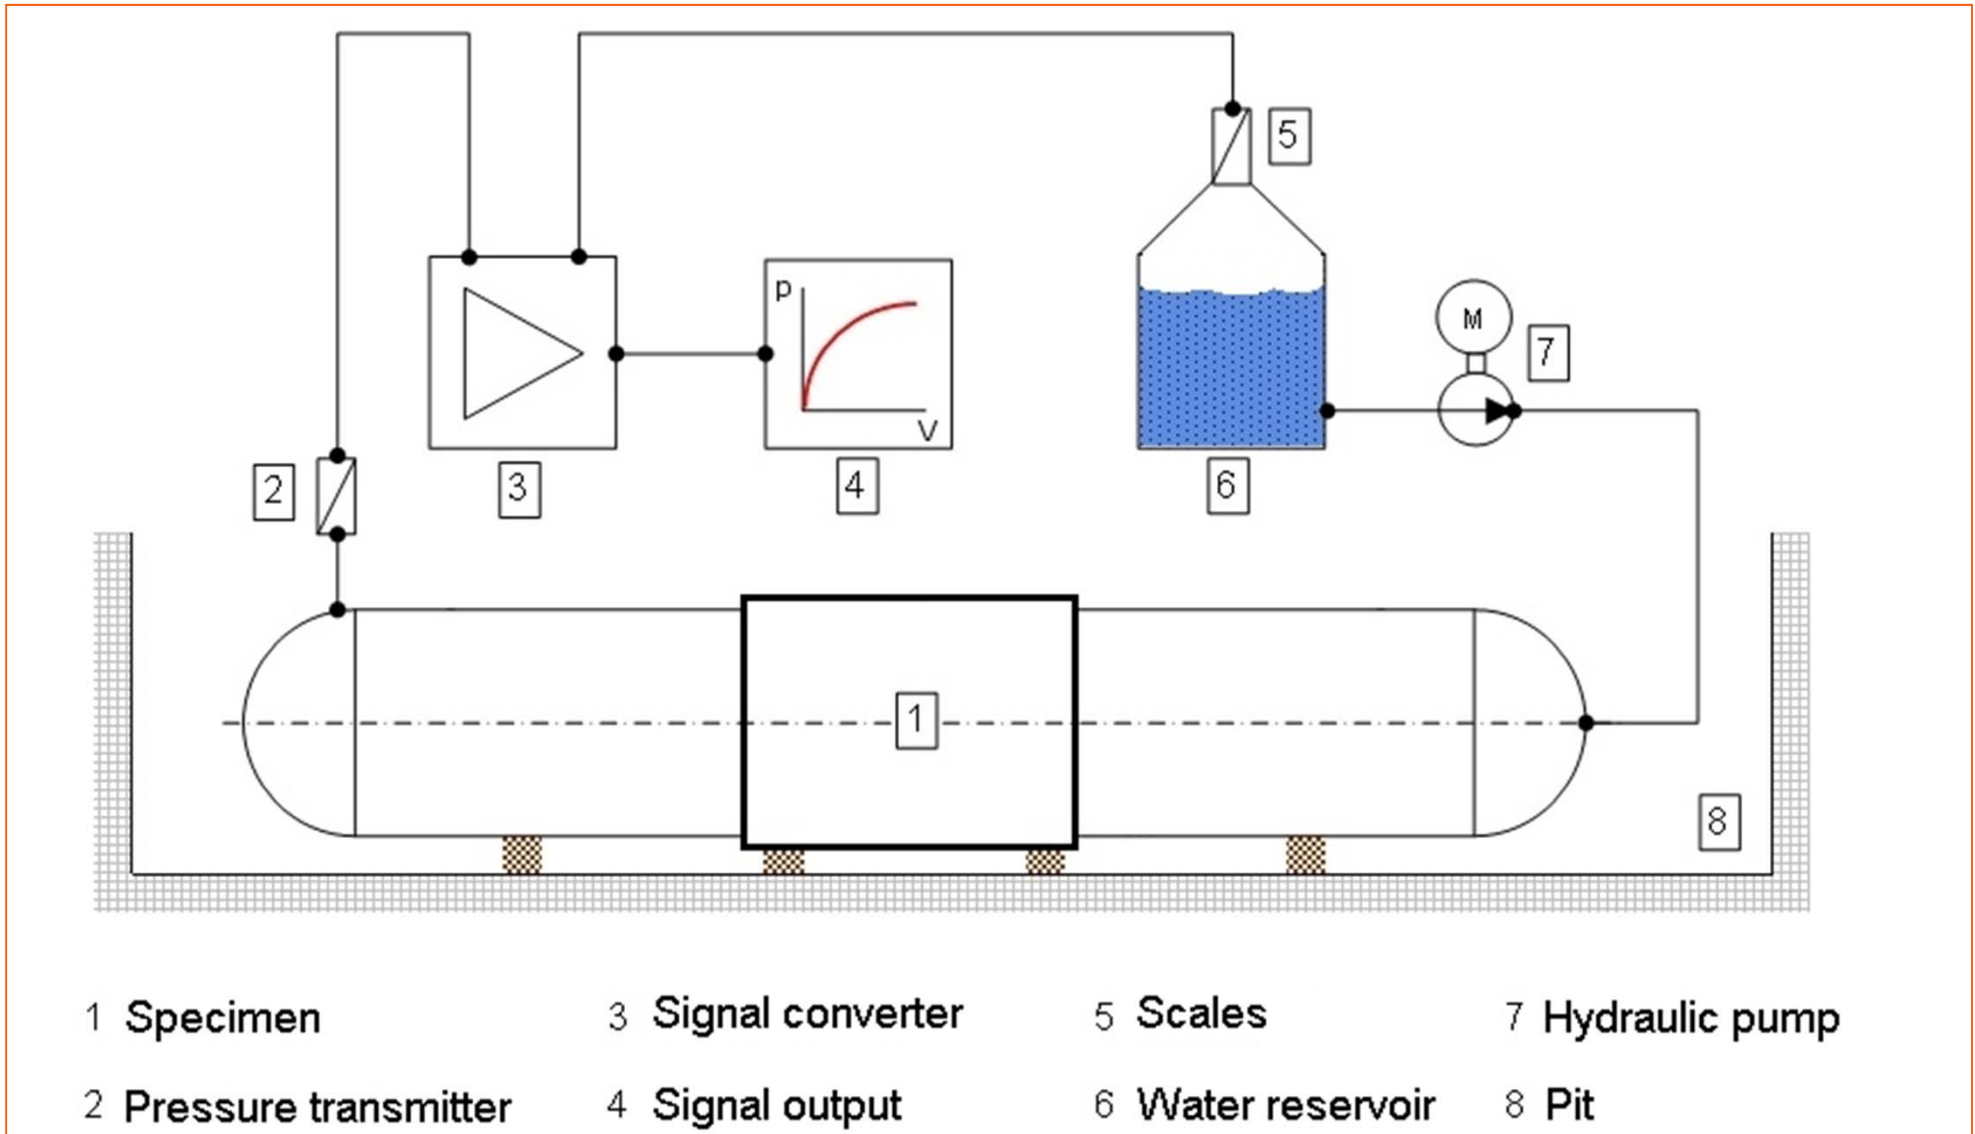 5
M
7
p
V
2
3
4
6
1
8
1 Specimen
3 Signal converter
5 Scales
7 Hydraulic pump
2 Pressure transmitter
4 Signal output
6 Water reservoir
8 Pit